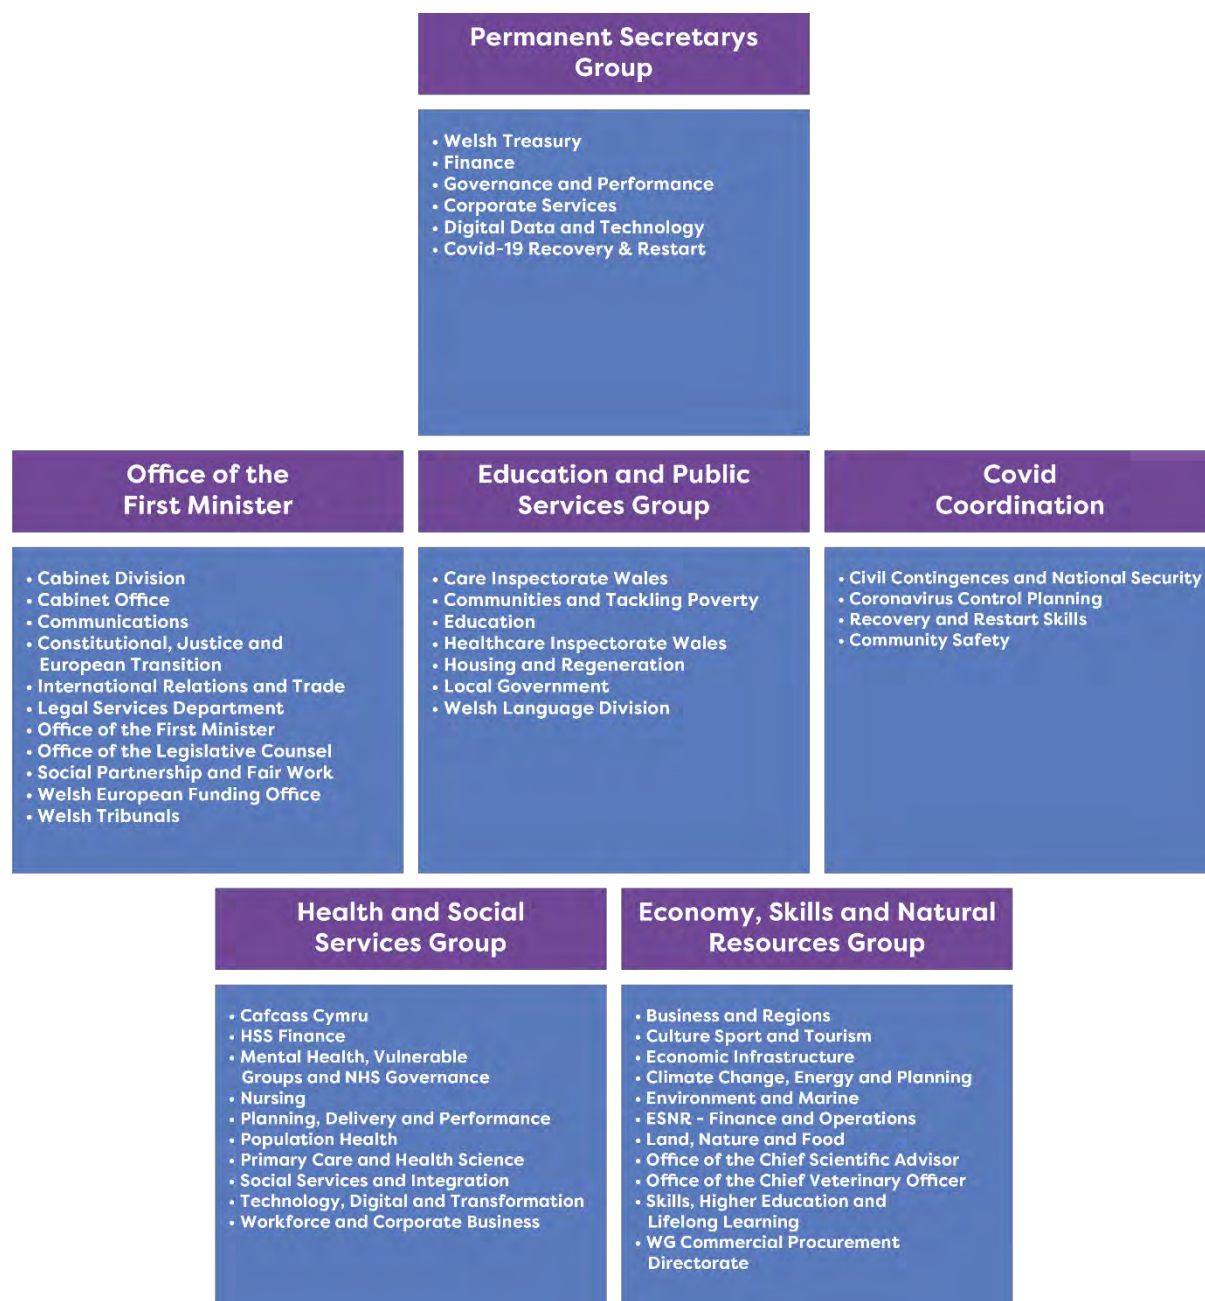 Permanent Secretarys
Group
• Welsh Treasury
• Finance
• Governance and Performance
• Corporate Services
• Digital Data and Technology
• Covid-19 Recovery & Restart
Office of the
First Minister
• Cabinet Division
• Cabinet Office
• Communications
• Constitutional, Justice and
European Transition
• International Relations and Trade
• Legal Services Department
• Office of the First Minister
• Office of the Legislative Counsel
• Social Partnership and Fair Work
• Welsh European Funding Office
• Welsh Tribunals
Education and Public
Services Group
• Care Inspectorate Wales
• Communities and Tackling Poverty
• Education
• Healthcare Inspectorate Wales
• Housing and Regeneration
• Local Government
• Welsh Language Division
Covid
Coordination
• Civil Contingences and National Security
• Coronavirus Control Planning
• Recovery and Restart Skills
• Community Safety
Health and Social
Services Group
• Cafcass Cymru
• HSS Finance
• Mental Health, Vulnerable
Groups and NHS Governance
• Nursing
• Planning, Delivery and Performance
• Population Health
• Primary Care and Health Science
• Social Services and Integration
• Technology, Digital and Transformation
• Workforce and Corporate Business
Economy, Skills and Natural
Resources Group
• Business and Regions
• Culture Sport and Tourism
• Economic Infrastructure
• Climate Change, Energy and Planning
• Environment and Marine
• ESNR - Finance and Operations
• Land, Nature and Food
• Office of the Chief Scientific Advisor
• Office of the Chief Veterinary Officer
• Skills, Higher Education and
Lifelong Learning
• WG Commercial Procurement
Directorate